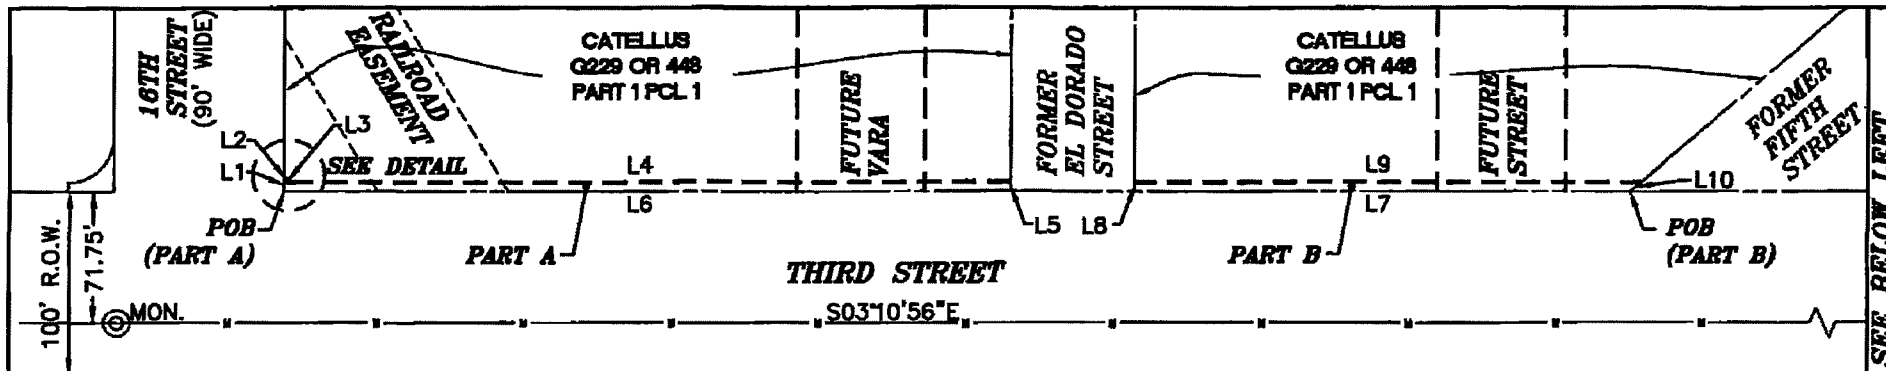 16TH
STREET
(90' WIDE)
RAILROAD
EASEMENT
CATELLUS
G229 OR 448
PART 1 PCL 1
FUTURE
VARA
FORMER
EL DORADO
STREET
CATELLUS
G229 OR 448
PART 1 PCL 1
FUTURE
STREET
FORMER
FIFTH
STREET
L2
L3
L1
SEE DETAIL
L4
L9
L10
L6
L7
L5
L8
POB
(PART A)
PART A
PART B
POB
(PART B)
THIRD STREET
S03°10'56"E
100' R.O.W.
71.75'
MON.
SEE BELOW LEFT